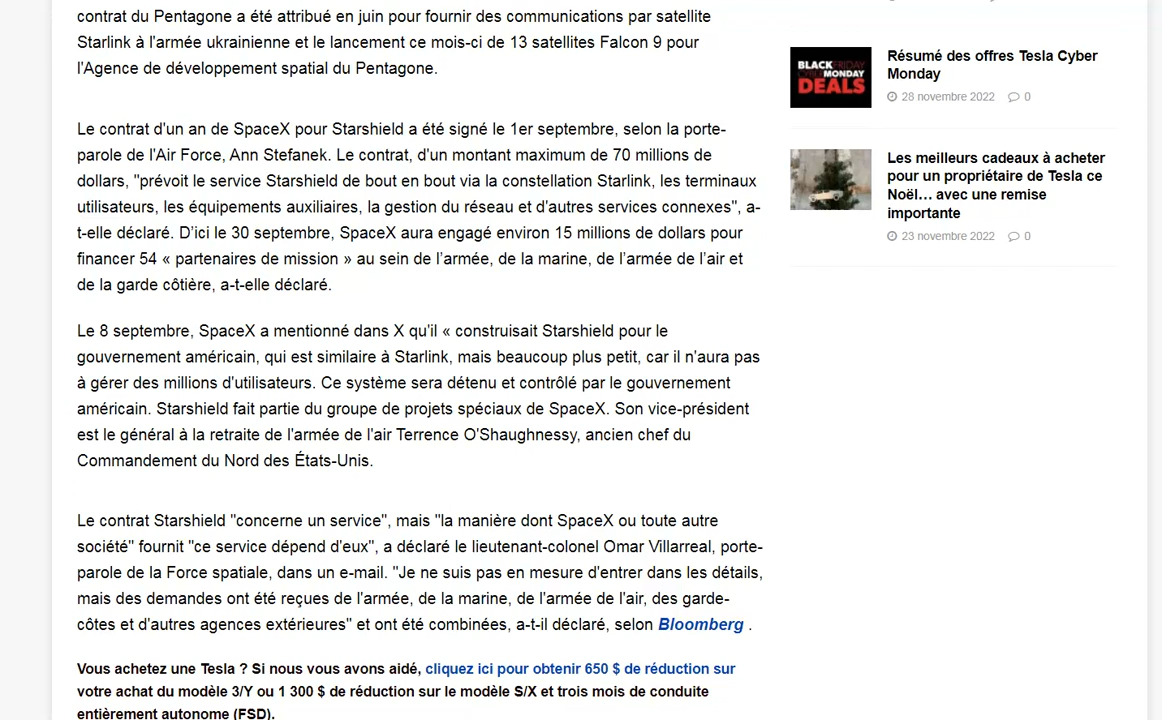 contrat du Pentagone a été attribué en juin pour fournir des communications par satellite
Starlink à l'armée ukrainienne et le lancement ce mois-ci de 13 satellites Falcon 9 pour
l'Agence de développement spatial du Pentagone.
Le contrat d'un an de SpaceX pour Starshield a été signé le 1er septembre, selon la porte-
parole de l'Air Force, Ann Stefanek. Le contrat, d'un montant maximum de 70 millions de
dollars, "prévoit le service Starshield de bout en bout via la constellation Starlink, les terminaux
utilisateurs, les équipements auxiliaires, la gestion du réseau et d'autres services connexes", a-
t-elle déclaré. D’ici le 30 septembre, SpaceX aura engagé environ 15 millions de dollars pour
financer 54 « partenaires de mission » au sein de l’armée, de la marine, de l’armée de l’air et
de la garde côtière, a-t-elle déclaré.
Le 8 septembre, SpaceX a mentionné dans X qu’il « construisait Starshield pour le
gouvernement américain, qui est similaire à Starlink, mais beaucoup plus petit, car il n'aura pas
à gérer des millions d'utilisateurs. Ce système sera détenu et contrôlé par le gouvernement
américain. Starshield fait partie du groupe de projets spéciaux de SpaceX. Son vice-président
est le général à la retraite de l'armée de l'air Terrence O'Shaughnessy, ancien chef du
Commandement du Nord des États-Unis.
Le contrat Starshield "concerne un service", mais "la manière dont SpaceX ou toute autre
société" fournit "ce service dépend d'eux", a déclaré le lieutenant-colonel Omar Villarreal, porte-
parole de la Force spatiale, dans un e-mail. "Je ne suis pas en mesure d'entrer dans les détails,
mais des demandes ont été reçues de l'armée, de la marine, de l'armée de l'air, des garde-
côtes et d'autres agences extérieures" et ont été combinées, a-t-il déclaré, selon Bloomberg .
Vous achetez une Tesla ? Si nous vous avons aidé, cliquez ici pour obtenir 650 $ de réduction sur
votre achat du modèle 3/Y ou 1 300 $ de réduction sur le modèle S/X et trois mois de conduite
entièrement autonome (FSD).
BLACK FRIDAY
CYBER MONDAY
DEALS
Résumé des offres Tesla Cyber
Monday
28 novembre 2022 0
Les meilleurs cadeaux à acheter
pour un propriétaire de Tesla ce
Noël… avec une remise
importante
23 novembre 2022 0